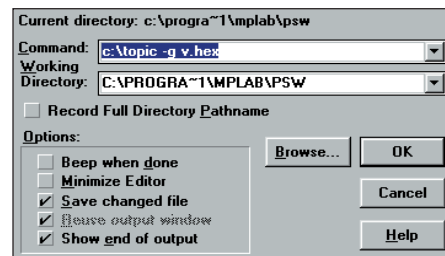 Current directory: c:\progra~1\mplab\psw
Command: c:\topic -g v.hex
Working
Directory: C:\PROGRA~1\MPLAB\PSW
Record Full Directory Pathname
Options:
Beep when done
Minimize Editor
Save changed file
Reuse output window
Show end of output
Browse...
OK
Cancel
Help